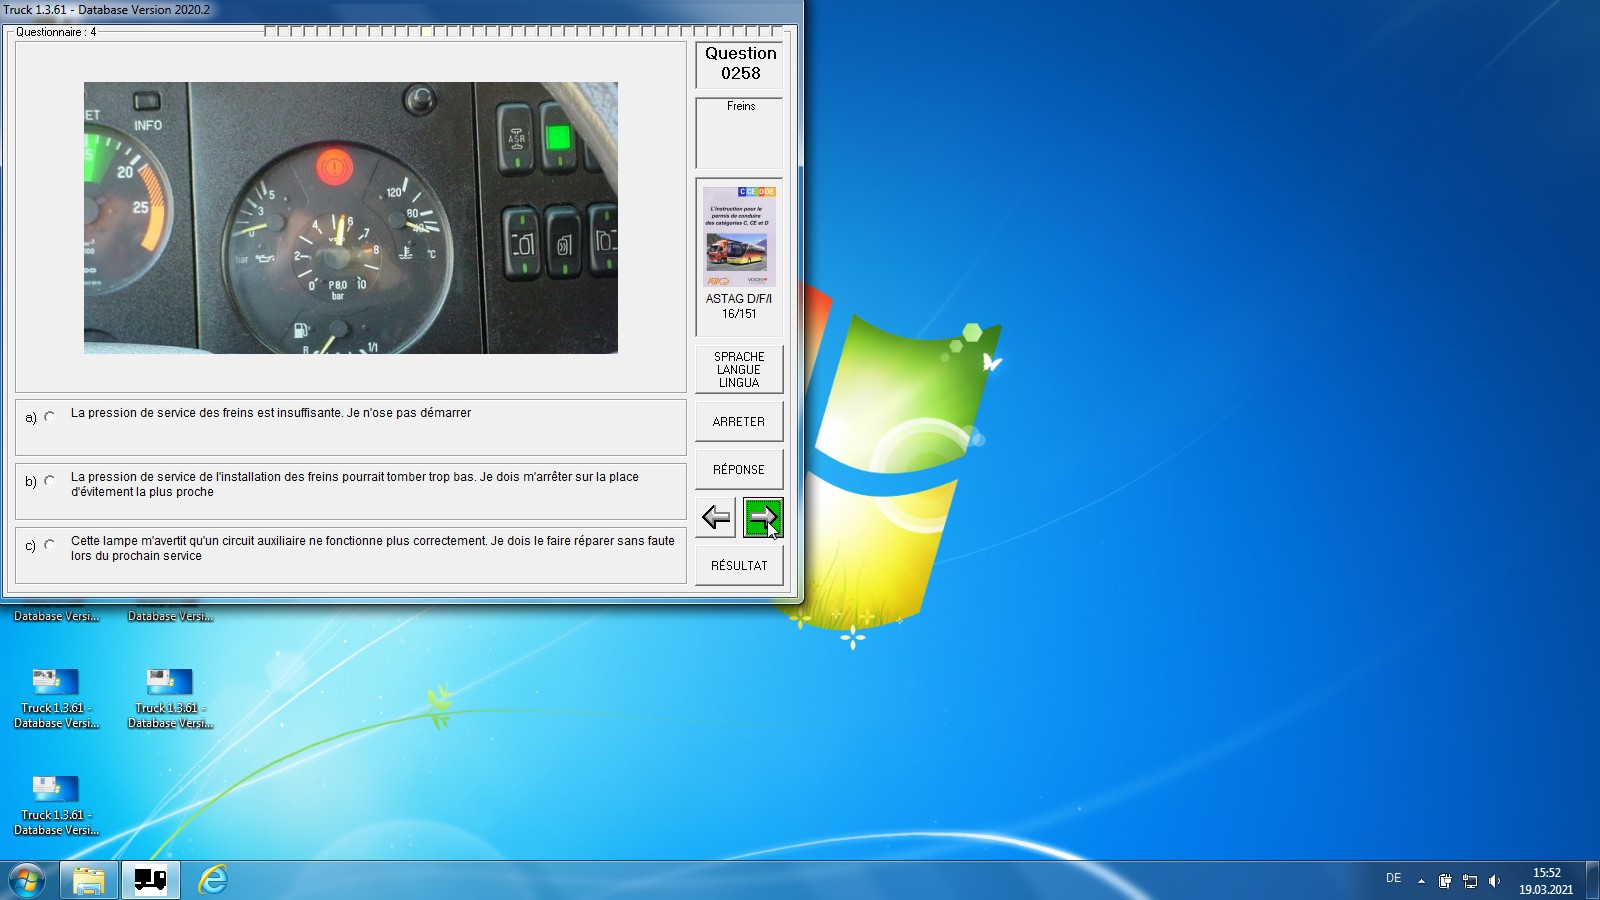 Truck 1.3.61 - Database Version 2020.2
Questionnaire : 4
INFO
20
25
5
3
0
bar
120
80
40
°C
4
6
2
7
8
0
10
P 8,0
bar
R
1/1
ASR
Question
0258
Freins
C CE D DE
L'instruction pour le
permis de conduire
des catégories C, CE et D
ASTAG D/F/I
16/151
SPRACHE
LANGUE
LINGUA
ARRETER
RÉPONSE
RÉSULTAT
a) La pression de service des freins est insuffisante. Je n'ose pas démarrer
b) La pression de service de l'installation des freins pourrait tomber trop bas. Je dois m'arrêter sur la place
d'évitement la plus proche
c) Cette lampe m'avertit qu'un circuit auxiliaire ne fonctionne plus correctement. Je dois le faire réparer sans faute
lors du prochain service
Database Versi...
Database Versi...
Truck 1.3.61 -
Database Versi...
Truck 1.3.61 -
Database Versi...
Truck 1.3.61 -
Database Versi...
DE
15:52
19.03.2021